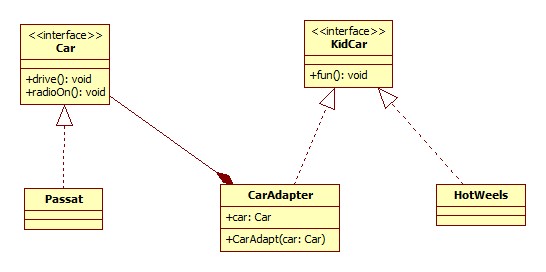 <<interface>>
Car
+drive(): void
+radioOn(): void
<<interface>>
KidCar
+fun(): void
Passat
CarAdapter
+car: Car
+CarAdapt(car: Car)
HotWeels